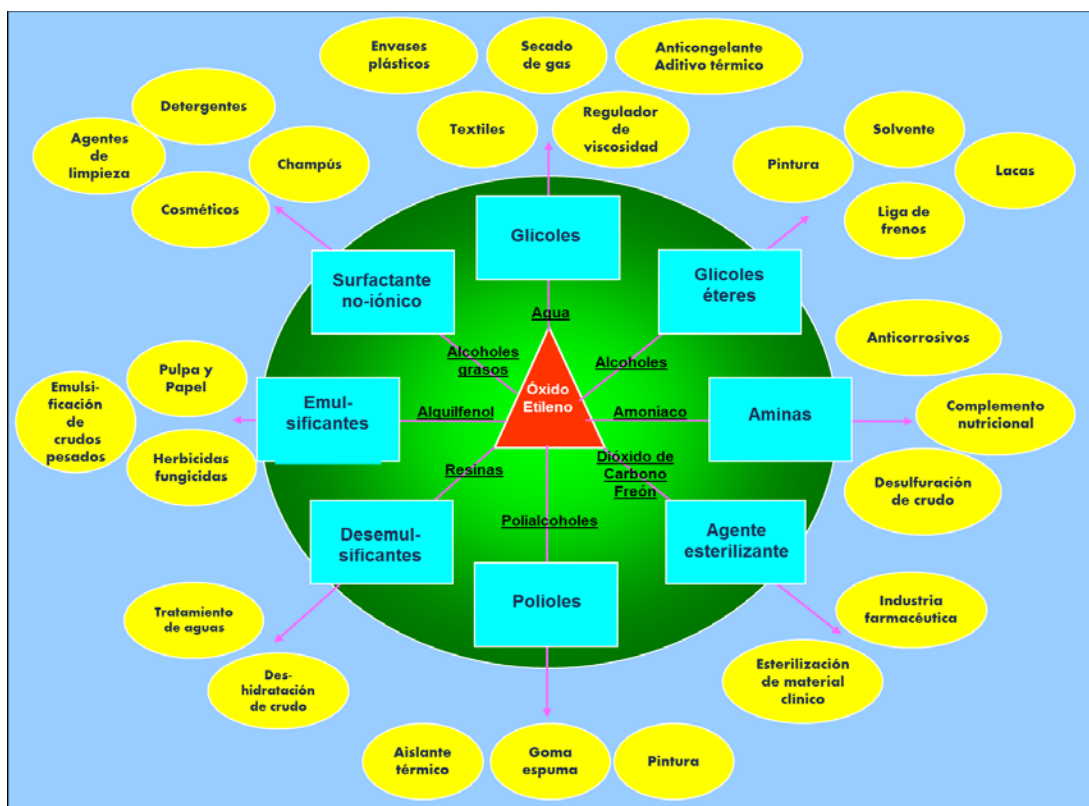 Envases
plásticos
Secado
de gas
Anticongelante
Aditivo térmico
Textiles
Regulador
de
viscosidad
Detergentes
Agentes
de
limpieza
Champús
Cosméticos
Solvente
Pintura
Lacas
Liga de
frenos
Glicoles
Surfactante
no-iónico
Glicoles
éteres
Agua
Alcoholes
grasos
Alcoholes
Óxido
Etileno
Anticorrosivos
Pulpa y
Papel
Emulsi-
ficación
de
crudos
pesados
Herbicidas
fungicidas
Emul-
sificantes
Alquilfenol
Amoníaco
Aminas
Complemento
nutricional
Desulfuración
de crudo
Resinas
Dióxido de
Carbono
Freón
Polialcoholes
Desemul-
sificantes
Agente
esterilizante
Polioles
Tratamiento
de aguas
Des-
hidratación
de crudo
Industria
farmacéutica
Esterilización
de material
clínico
Aislante
térmico
Goma
espuma
Pintura